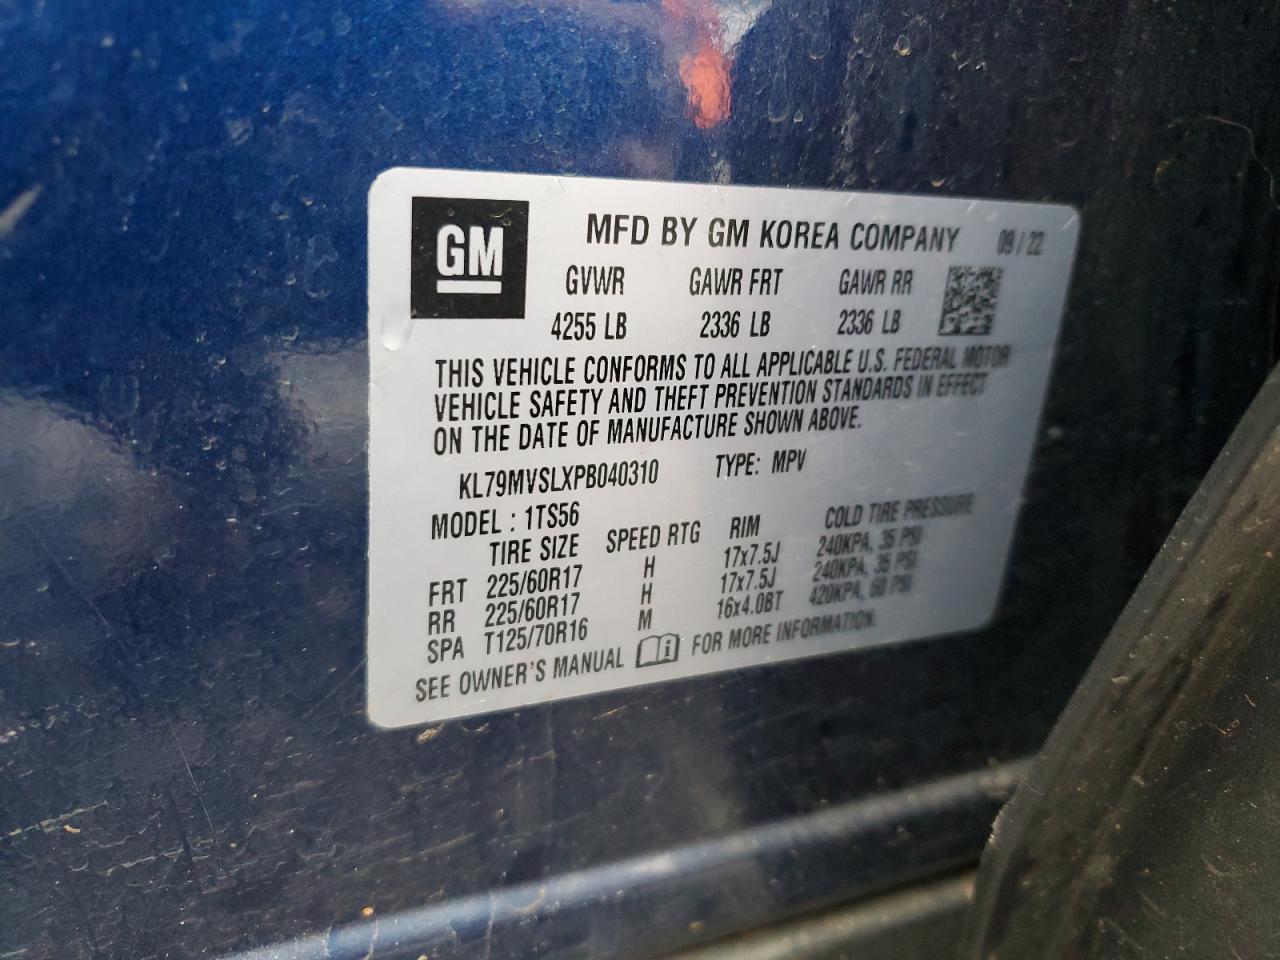 GM
MFD BY GM KOREA COMPANY 09 / 22
GVWR GAWR FRT GAWR RR
4255 LB 2336 LB 2336 LB
THIS VEHICLE CONFORMS TO ALL APPLICABLE U.S. FEDERAL MOTOR
VEHICLE SAFETY AND THEFT PREVENTION STANDARDS IN EFFECT
ON THE DATE OF MANUFACTURE SHOWN ABOVE.
KL79MVSLXPB040310 TYPE: MPV
MODEL : 1TS56
TIRE SIZE SPEED RTG RIM COLD TIRE PRESSURE
FRT 225/60R17 H 17x7.5J 240KPA, 35 PSI
RR 225/60R17 H 17x7.5J 240KPA, 35 PSI
SPA T125/70R16 M 16x4.0BT 420KPA, 60 PSI
SEE OWNER'S MANUAL i FOR MORE INFORMATION.